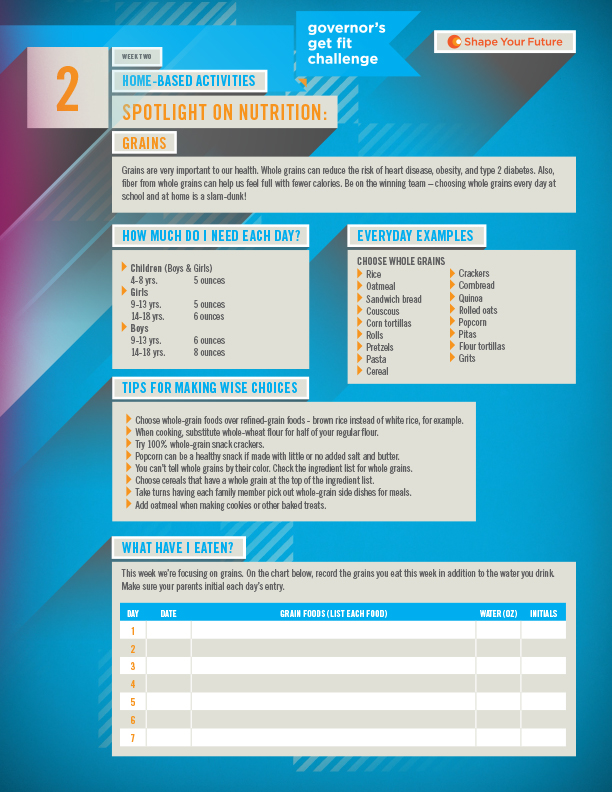 governor's
get fit
challenge
Shape Your Future
2
WEEK TWO
HOME-BASED ACTIVITIES
SPOTLIGHT ON NUTRITION:
GRAINS
Grains are very important to our health. Whole grains can reduce the risk of heart disease, obesity, and type 2 diabetes. Also,
fiber from whole grains can help us feel full with fewer calories. Be on the winning team – choosing whole grains every day at
school and at home is a slam-dunk!
HOW MUCH DO I NEED EACH DAY?
Children (Boys & Girls)
4-8 yrs. 5 ounces
Girls
9-13 yrs. 5 ounces
14-18 yrs. 6 ounces
Boys
9-13 yrs. 6 ounces
14-18 yrs. 8 ounces
EVERYDAY EXAMPLES
CHOOSE WHOLE GRAINS
Rice
Oatmeal
Sandwich bread
Couscous
Corn tortillas
Rolls
Pretzels
Pasta
Cereal
Crackers
Cornbread
Quinoa
Rolled oats
Popcorn
Pitas
Flour tortillas
Grits
TIPS FOR MAKING WISE CHOICES
Choose whole-grain foods over refined-grain foods - brown rice instead of white rice, for example.
When cooking, substitute whole-wheat flour for half of your regular flour.
Try 100% whole-grain snack crackers.
Popcorn can be a healthy snack if made with little or no added salt and butter.
You can't tell whole grains by their color. Check the ingredient list for whole grains.
Choose cereals that have a whole grain at the top of the ingredient list.
Take turns having each family member pick out whole-grain side dishes for meals.
Add oatmeal when making cookies or other baked treats.
WHAT HAVE I EATEN?
This week we're focusing on grains. On the chart below, record the grains you eat this week in addition to the water you drink.
Make sure your parents initial each day's entry.
DAY DATE GRAIN FOODS (LIST EACH FOOD) WATER (OZ) INITIALS
1
2
3
4
5
6
7